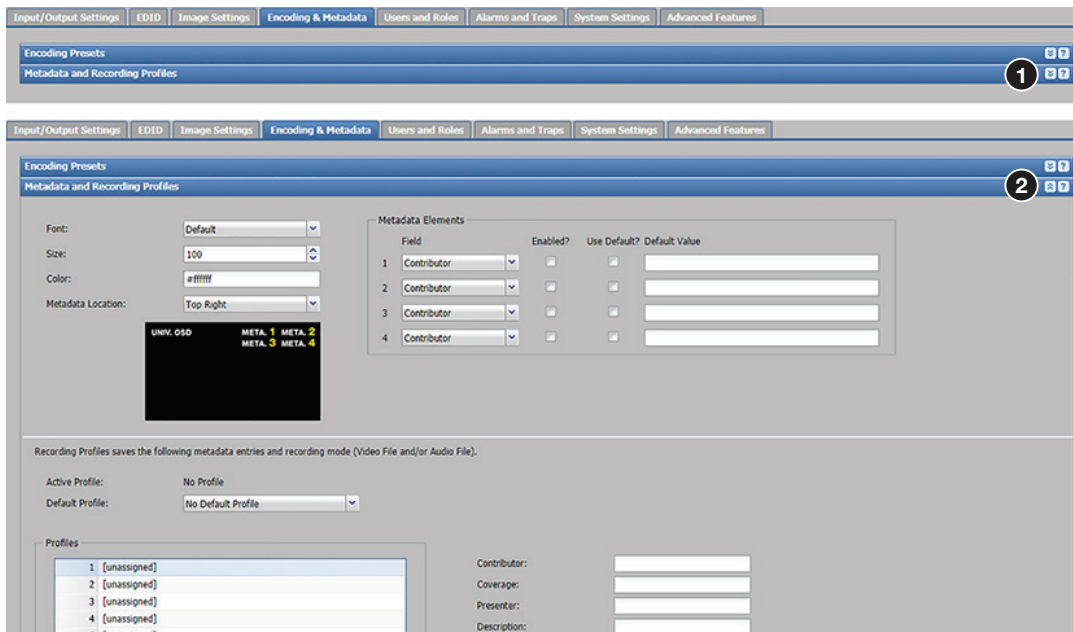 Input/Output Settings EDID Image Settings Encoding & Metadata Users and Roles Alarms and Traps System Settings Advanced Features
Encoding Presets
Metadata and Recording Profiles
1
Input/Output Settings EDID Image Settings Encoding & Metadata Users and Roles Alarms and Traps System Settings Advanced Features
Encoding Presets
Metadata and Recording Profiles
2
Font: Default
Size: 100
Color: #ffffff
Metadata Location: Top Right
UNIV. OSD META. 1 META. 2
META. 3 META. 4
Metadata Elements
Field Enabled? Use Default? Default Value
1 Contributor
2 Contributor
3 Contributor
4 Contributor
Recording Profiles saves the following metadata entries and recording mode (Video File and/or Audio File).
Active Profile: No Profile
Default Profile: No Default Profile
Profiles
1 [unassigned]
2 [unassigned]
3 [unassigned]
4 [unassigned]
Contributor:
Coverage:
Presenter:
Description: